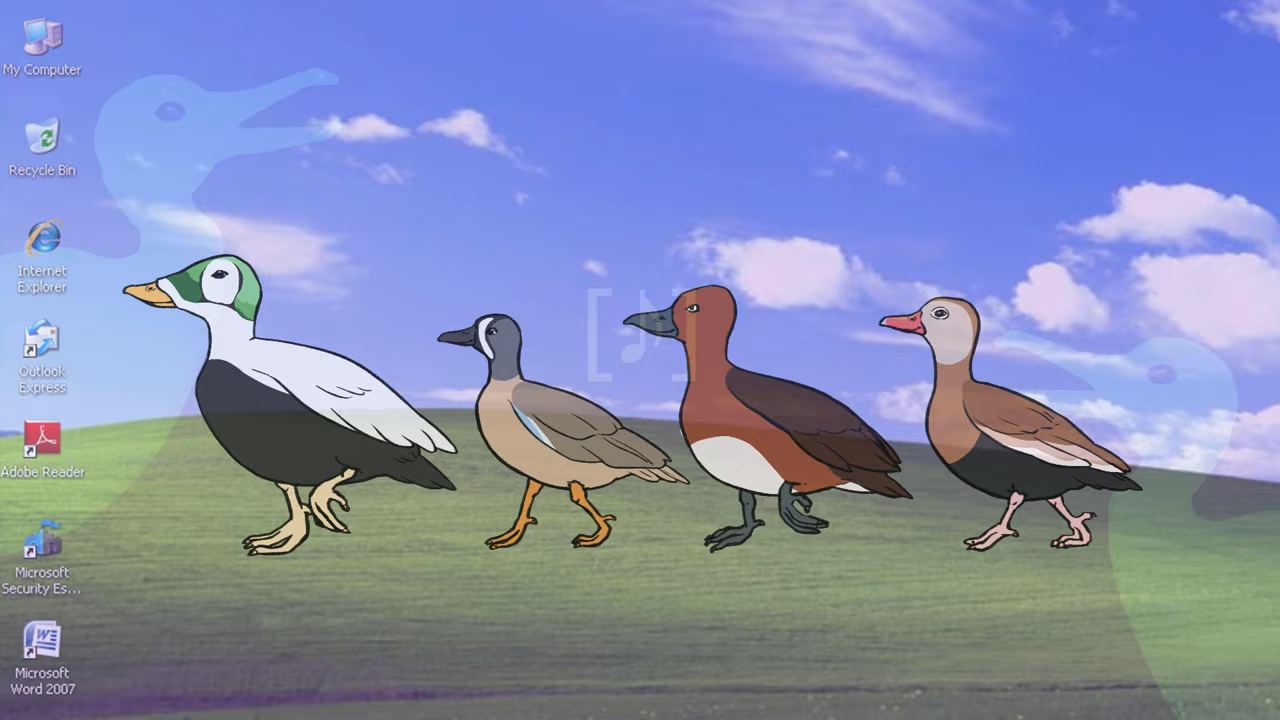 My Computer
Recycle Bin
Internet
Explorer
Outlook
Express
Adobe Reader
Microsoft
Security Es...
Microsoft
Word 2007
[♪]